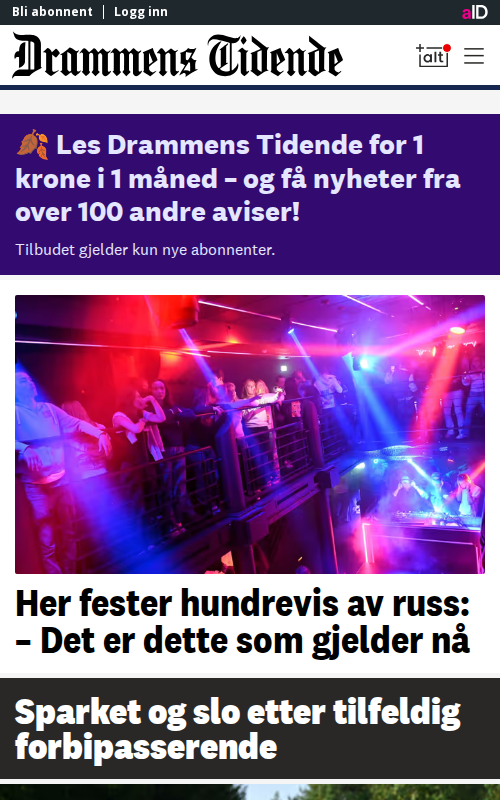 Bli abonnent | Logg inn
aID
Drammens Tidende
+alt
🍂 Les Drammens Tidende for 1
krone i 1 måned – og få nyheter fra
over 100 andre aviser!
Tilbudet gjelder kun nye abonnenter.
Her fester hundrevis av russ:
– Det er dette som gjelder nå
Sparket og slo etter tilfeldig
forbipasserende